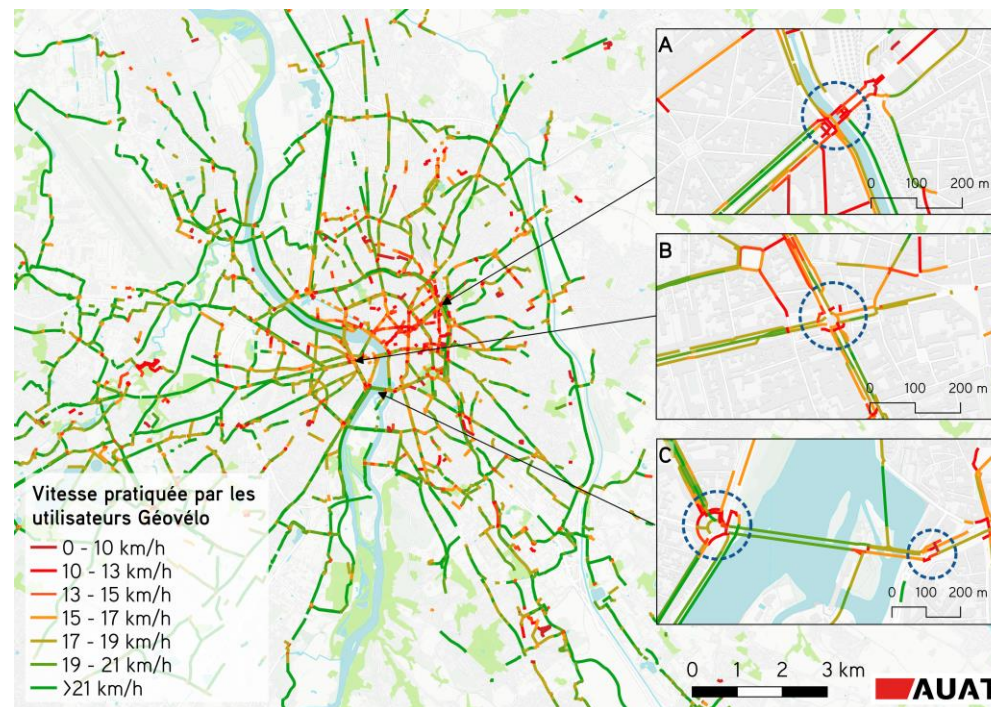 A
0 100 200 m
B
0 100 200 m
C
0 100 200 m
Vitesse pratiquée par les
utilisateurs Géovélo
0 - 10 km/h
10 - 13 km/h
13 - 15 km/h
15 - 17 km/h
17 - 19 km/h
19 - 21 km/h
>21 km/h
0 1 2 3 km
AUAT